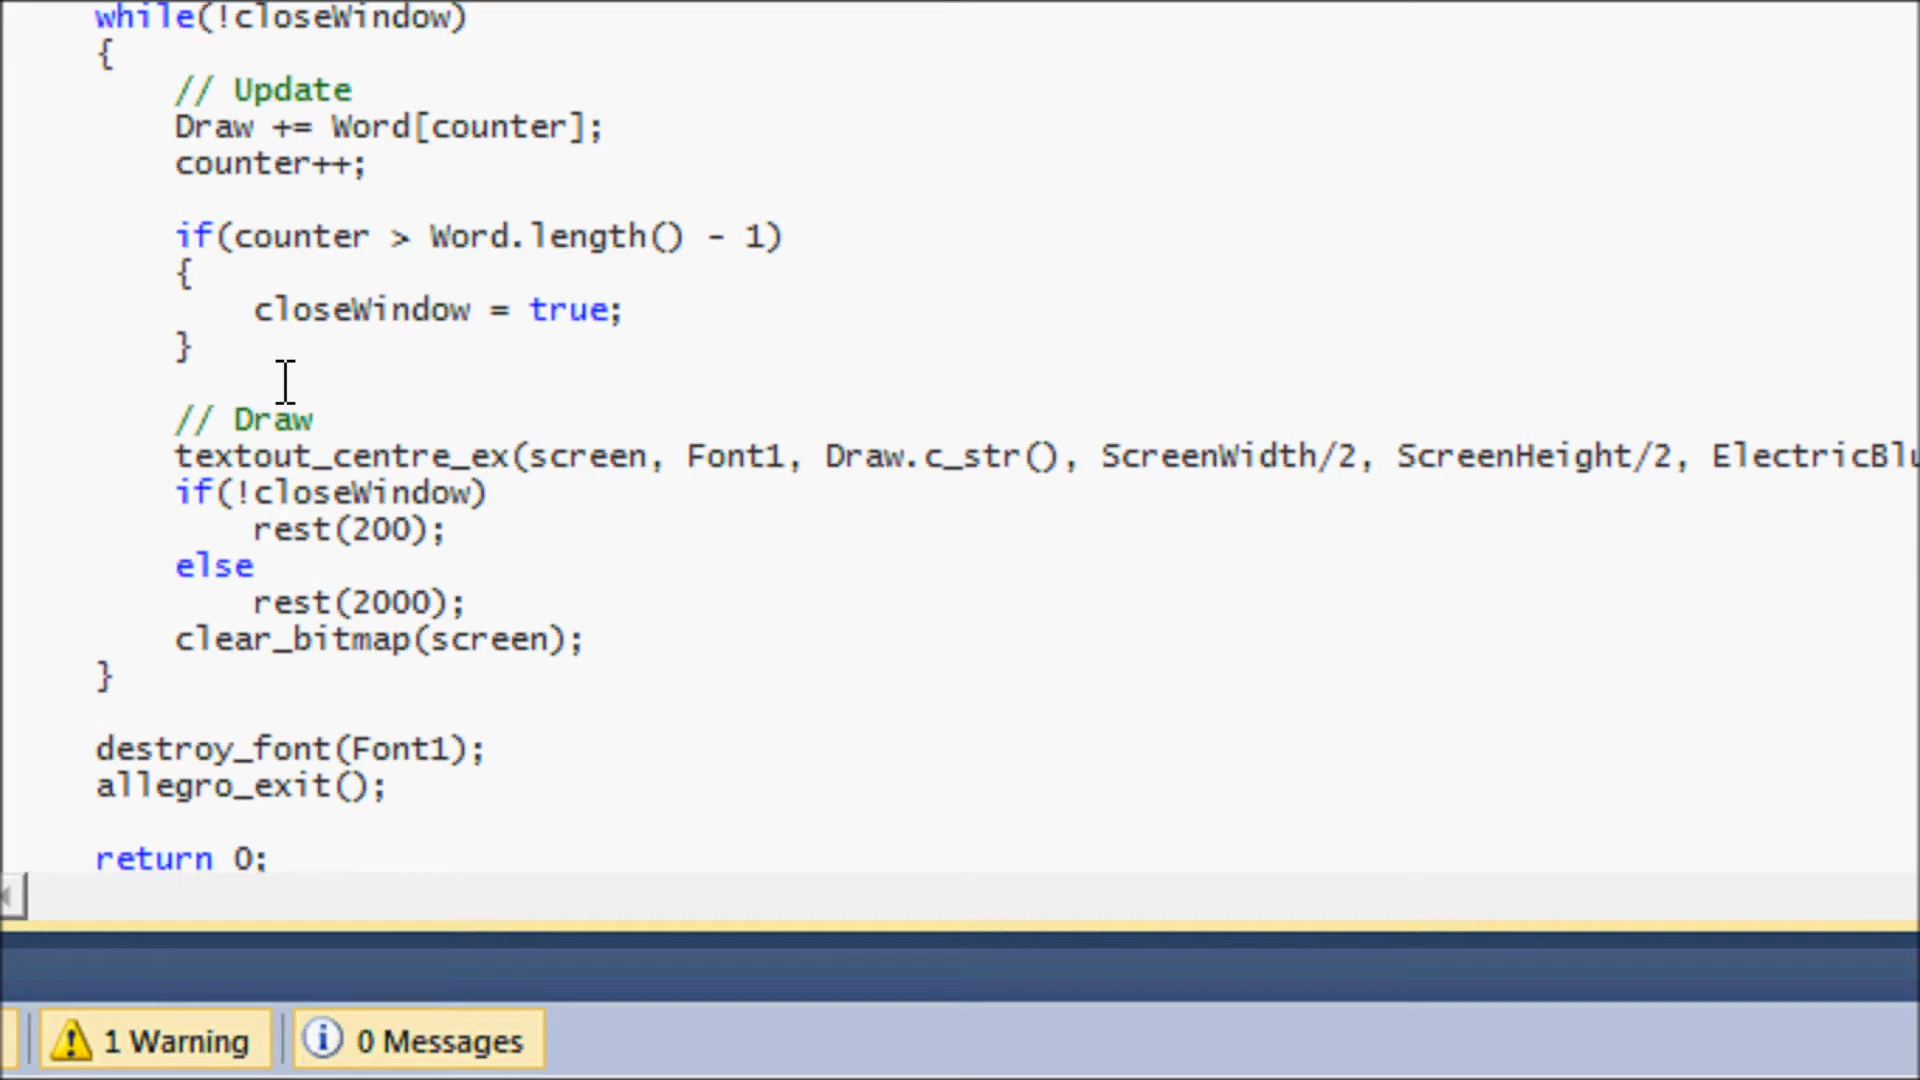 while(!closeWindow)
{
// Update
Draw += Word[counter];
counter++;
if(counter > Word.length() - 1)
{
closeWindow = true;
}
// Draw
textout_centre_ex(screen, Font1, Draw.c_str(), ScreenWidth/2, ScreenHeight/2, ElectricBlu
if(!closeWindow)
rest(200);
else
rest(2000);
clear_bitmap(screen);
}
destroy_font(Font1);
allegro_exit();
return 0;
1 Warning
0 Messages